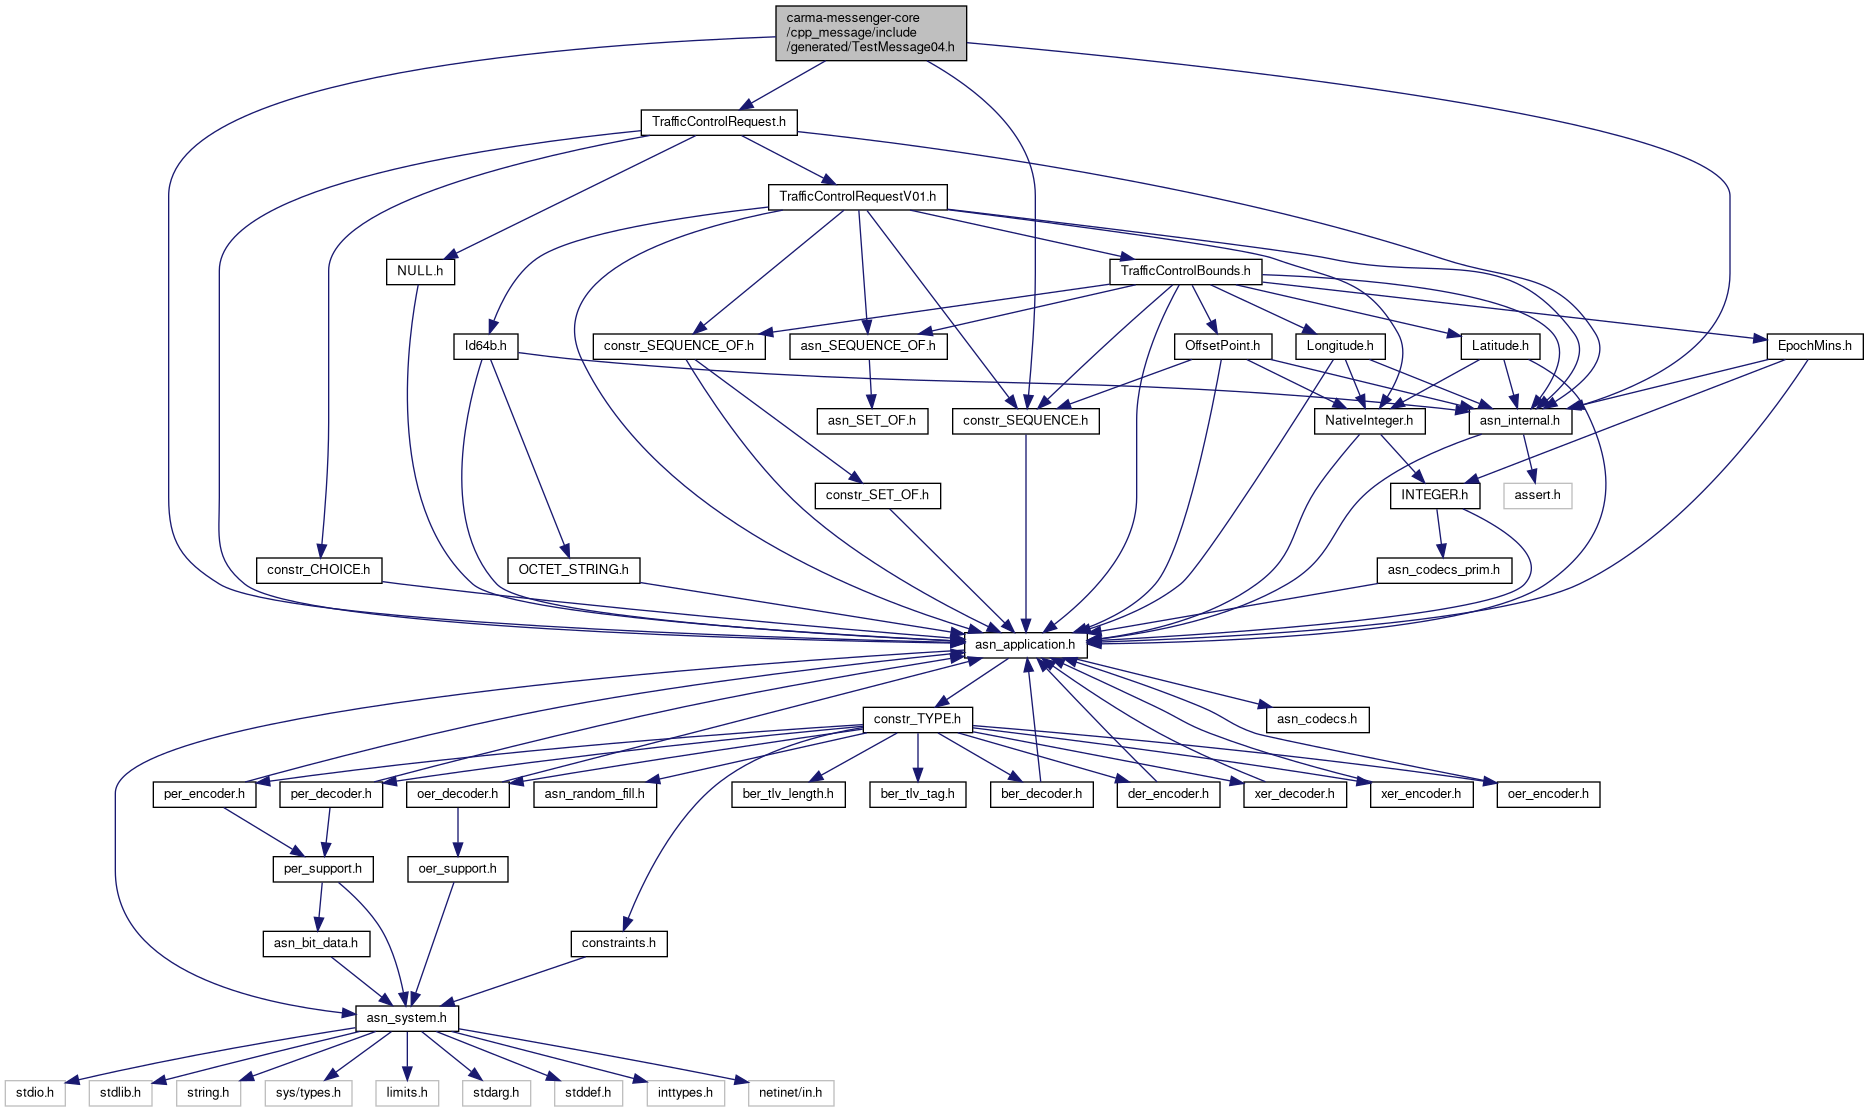 carma-messenger-core
/cpp_message/include
/generated/TestMessage04.h
TrafficControlRequest.h
TrafficControlRequestV01.h
NULL.h
TrafficControlBounds.h
Id64b.h
constr_SEQUENCE_OF.h
asn_SEQUENCE_OF.h
OffsetPoint.h
Longitude.h
Latitude.h
EpochMins.h
asn_SET_OF.h
constr_SEQUENCE.h
NativeInteger.h
asn_internal.h
constr_SET_OF.h
INTEGER.h
assert.h
constr_CHOICE.h
OCTET_STRING.h
asn_codecs_prim.h
asn_application.h
constr_TYPE.h
asn_codecs.h
per_encoder.h
per_decoder.h
oer_decoder.h
asn_random_fill.h
ber_tlv_length.h
ber_tlv_tag.h
ber_decoder.h
der_encoder.h
xer_decoder.h
xer_encoder.h
oer_encoder.h
per_support.h
oer_support.h
asn_bit_data.h
constraints.h
asn_system.h
stdio.h
stdlib.h
string.h
sys/types.h
limits.h
stdarg.h
stddef.h
inttypes.h
netinet/in.h